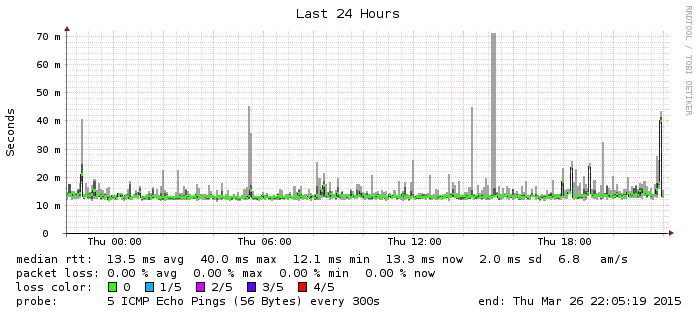 Last 24 Hours
RRDTOOL / TOBI OETIKER
Seconds
70 m
60 m
50 m
40 m
30 m
20 m
10 m
0
Thu 00:00 Thu 06:00 Thu 12:00 Thu 18:00
median rtt: 13.5 ms avg 40.0 ms max 12.1 ms min 13.3 ms now 2.0 ms sd 6.8 am/s
packet loss: 0.00 % avg 0.00 % max 0.00 % min 0.00 % now
loss color: 0 1/5 2/5 3/5 4/5
probe: 5 ICMP Echo Pings (56 Bytes) every 300s end: Thu Mar 26 22:05:19 2015